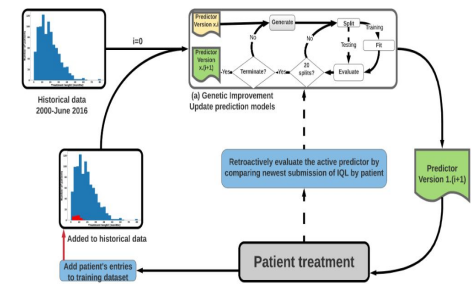 Predictor
Version x.i
Generate
Split
Training
Fit
Testing
Evaluate
No
No
Predictor
Version
x.(i+1)
Yes
Terminate?
Yes
20
splits?
i=0
(a) Genetic Improvement
Update prediction models
Historical data
2000-June 2016
Retroactively evaluate the active predictor by
comparing newest submission of IQL by patient
Predictor
Version 1.(i+1)
Added to historical data
Add patient's entries
to training dataset
Patient treatment